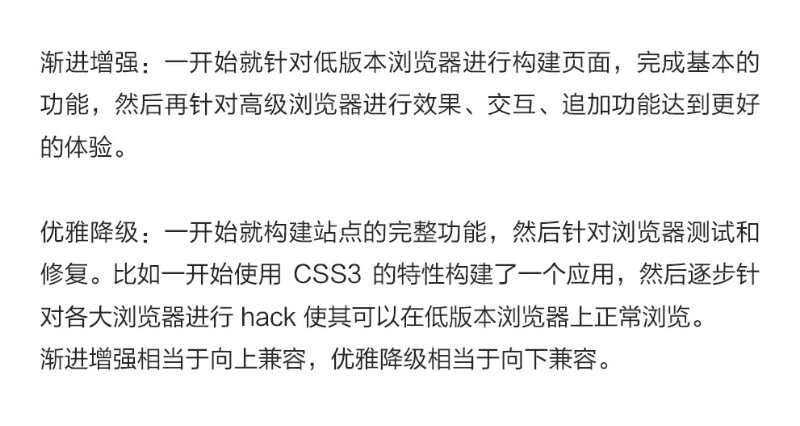 渐进增强：一开始就针对低版本浏览器进行构建页面，完成基本的
功能，然后再针对高级浏览器进行效果、交互、追加功能达到更好
的体验。
优雅降级：一开始就构建站点的完整功能，然后针对浏览器测试和
修复。比如一开始使用 CSS3 的特性构建了一个应用，然后逐步针
对各大浏览器进行 hack 使其可以在低版本浏览器上正常浏览。
渐进增强相当于向上兼容，优雅降级相当于向下兼容。